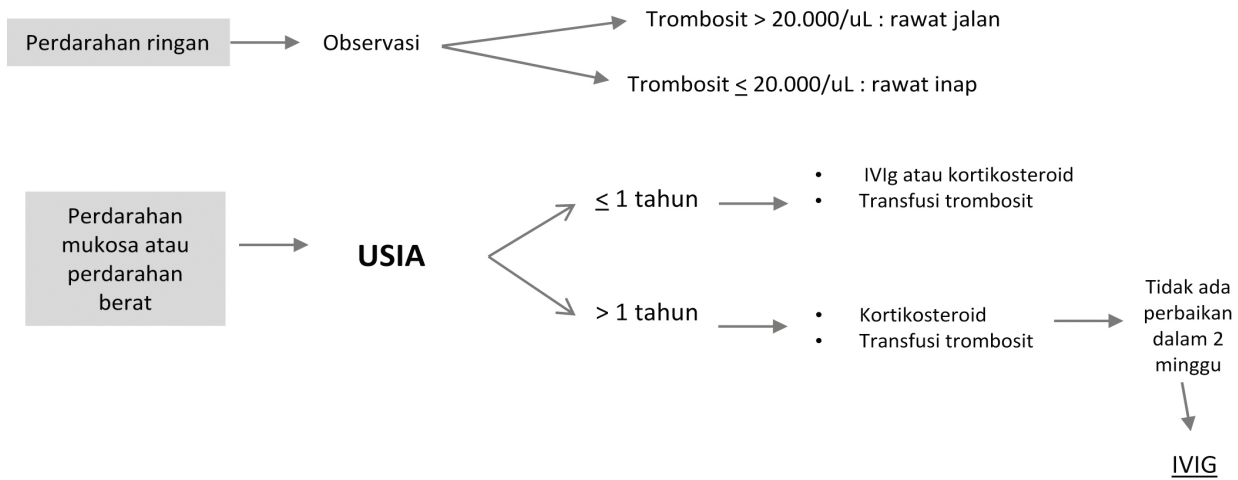 Perdarahan ringan
Observasi
Trombosit > 20.000/uL : rawat jalan
Trombosit ≤ 20.000/uL : rawat inap
Perdarahan
mukosa atau
perdarahan
berat
USIA
≤ 1 tahun
• IVIg atau kortikosteroid
• Transfusi trombosit
> 1 tahun
• Kortikosteroid
• Transfusi trombosit
Tidak ada
perbaikan
dalam 2
minggu
IVIG